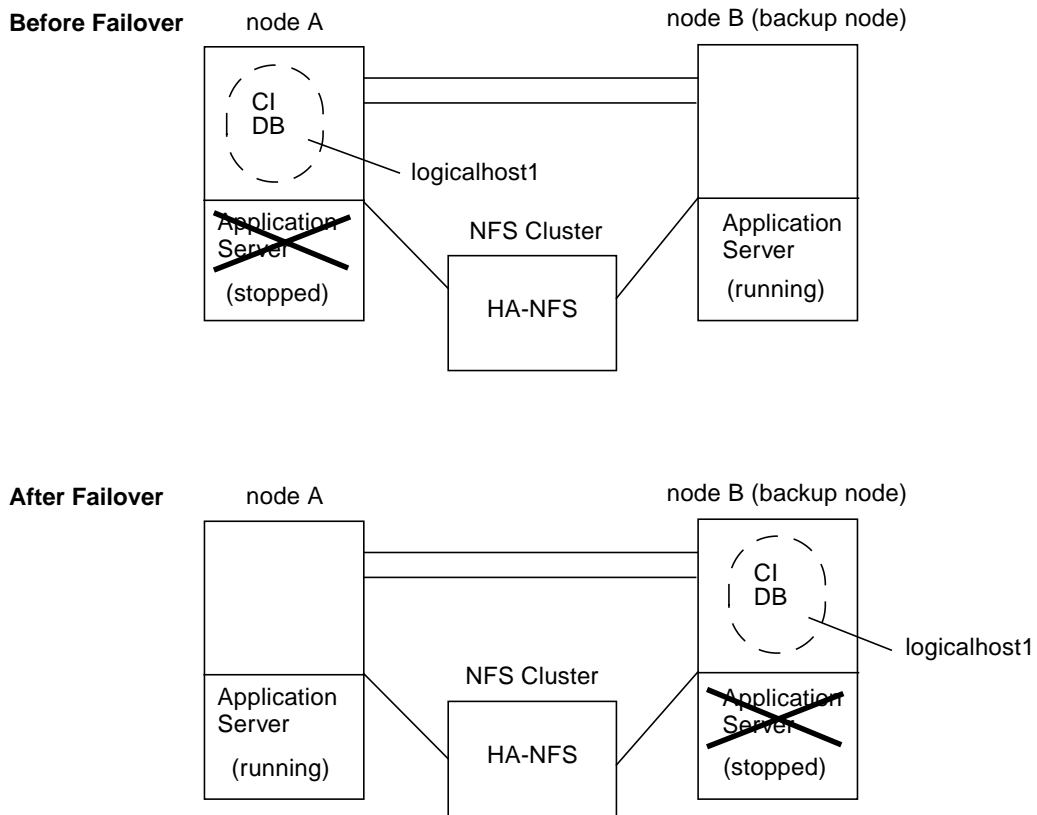 Before Failover
node A
node B (backup node)
CI
DB
logicalhost1
Application
Server
(stopped)
NFS Cluster
HA-NFS
Application
Server
(running)
After Failover
node A
node B (backup node)
CI
DB
logicalhost1
Application
Server
(running)
NFS Cluster
HA-NFS
Application
Server
(stopped)